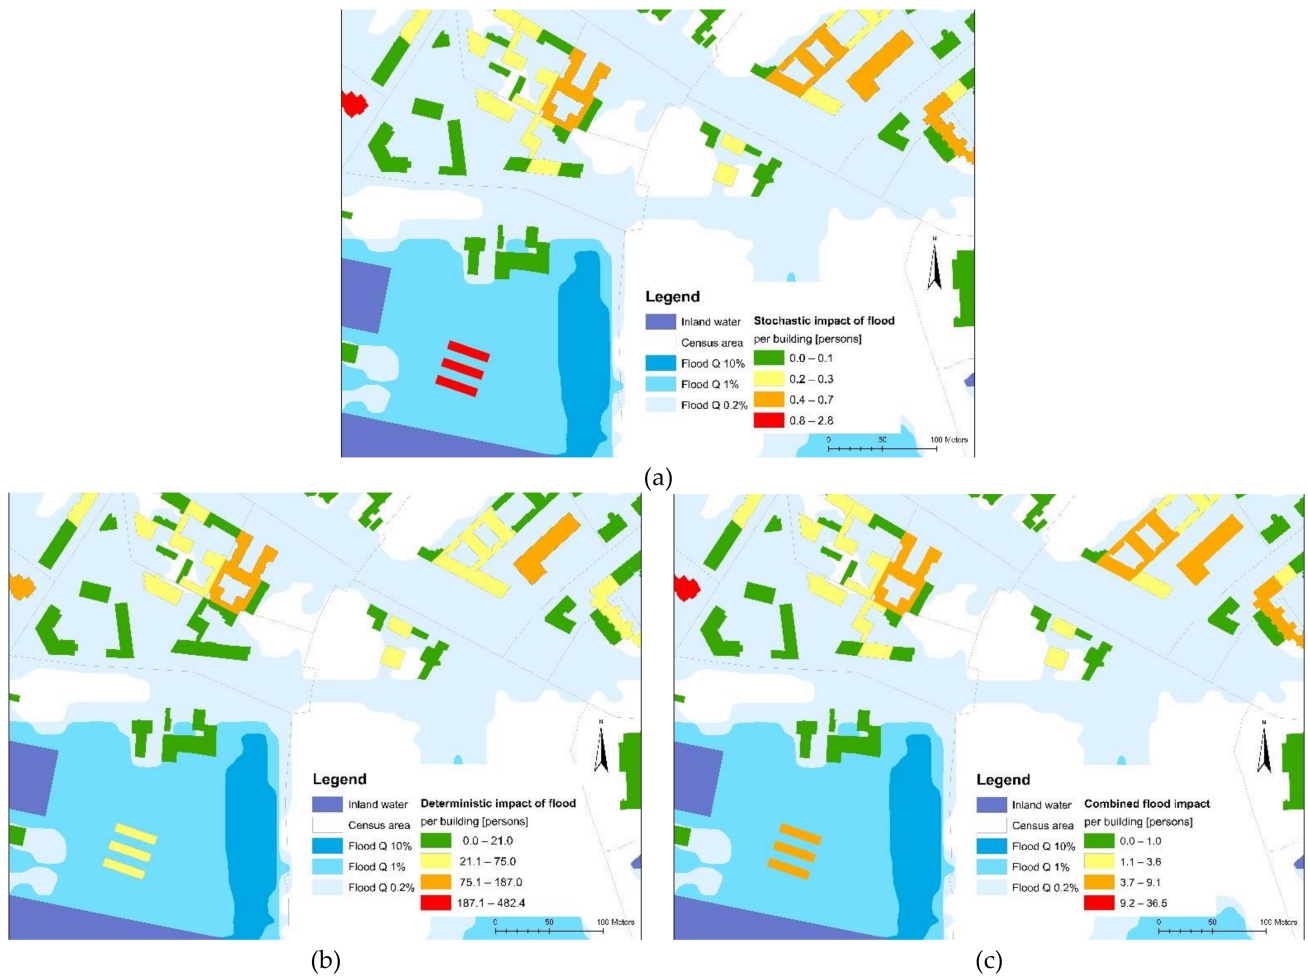 N
Legend
Inland water
Census area
Flood Q 10%
Flood Q 1%
Flood Q 0.2%
Stochastic impact of flood
per building [persons]
0.0 – 0.1
0.2 – 0.3
0.4 – 0.7
0.8 – 2.8
0 50 100 Meters
(a)
N
Legend
Inland water
Census area
Flood Q 10%
Flood Q 1%
Flood Q 0.2%
Deterministic impact of flood
per building [persons]
0.0 – 21.0
21.1 – 75.0
75.1 – 187.0
187.1 – 482.4
0 50 100 Meters
(b)
N
Legend
Inland water
Census area
Flood Q 10%
Flood Q 1%
Flood Q 0.2%
Combined flood impact
per building [persons]
0.0 – 1.0
1.1 – 3.6
3.7 – 9.1
9.2 – 36.5
0 50 100 Meters
(c)